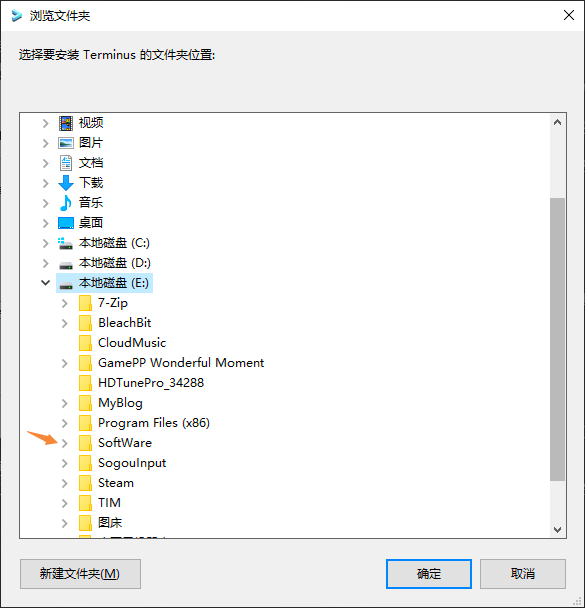 浏览文件夹
选择要安装 Terminus 的文件夹位置:
视频
图片
文档
下载
音乐
桌面
本地磁盘 (C:)
本地磁盘 (D:)
本地磁盘 (E:)
7-Zip
BleachBit
CloudMusic
GamePP Wonderful Moment
HDTunePro_34288
MyBlog
Program Files (x86)
SoftWare
SogouInput
Steam
TIM
图床
新建文件夹(M)
确定
取消